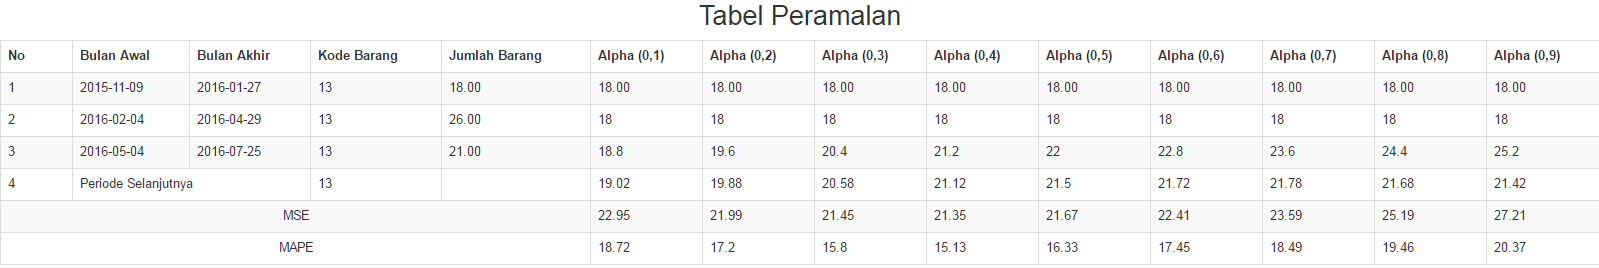 Tabel Peramalan
No Bulan Awal Bulan Akhir Kode Barang Jumlah Barang Alpha (0,1) Alpha (0,2) Alpha (0,3) Alpha (0,4) Alpha (0,5) Alpha (0,6) Alpha (0,7) Alpha (0,8) Alpha (0,9)
1 2015-11-09 2016-01-27 13 18.00 18.00 18.00 18.00 18.00 18.00 18.00 18.00 18.00 18.00
2 2016-02-04 2016-04-29 13 26.00 18 18 18 18 18 18 18 18 18
3 2016-05-04 2016-07-25 13 21.00 18.8 19.6 20.4 21.2 22 22.8 23.6 24.4 25.2
4 Periode Selanjutnya 13 19.02 19.88 20.58 21.12 21.5 21.72 21.78 21.68 21.42
MSE 22.95 21.99 21.45 21.35 21.67 22.41 23.59 25.19 27.21
MAPE 18.72 17.2 15.8 15.13 16.33 17.45 18.49 19.46 20.37